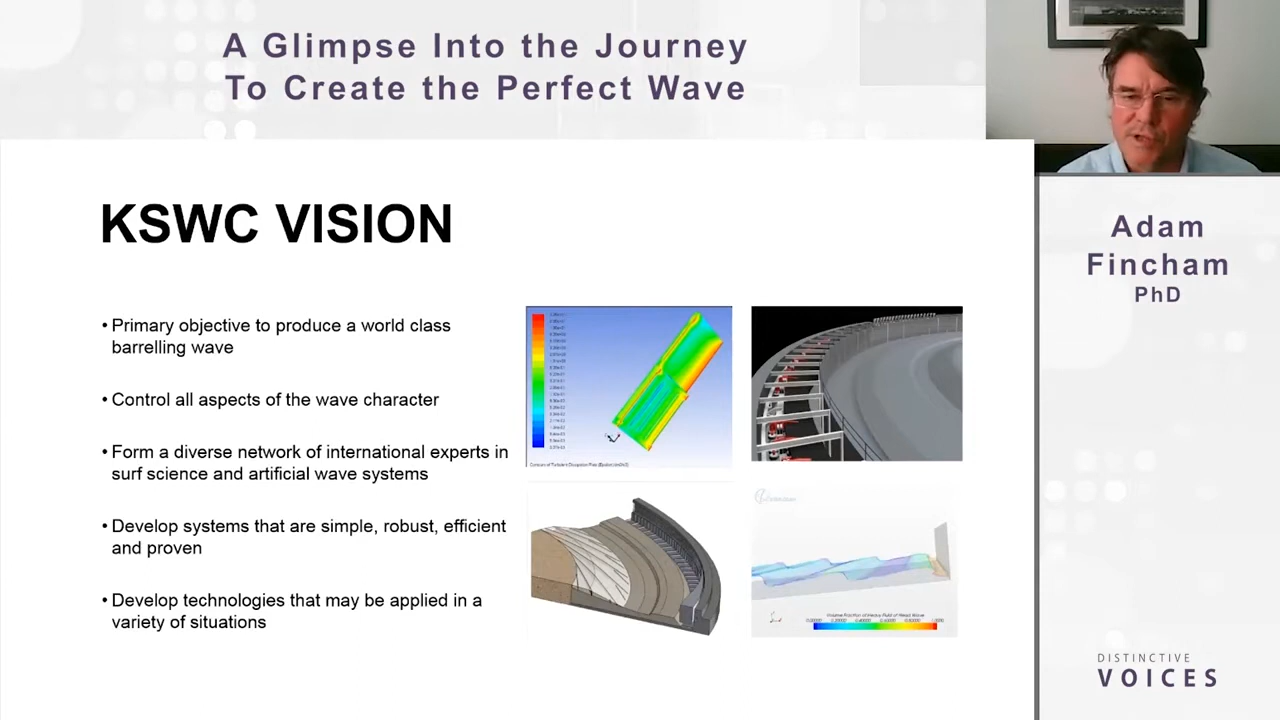 A Glimpse Into the Journey
To Create the Perfect Wave
KSWC VISION
• Primary objective to produce a world class
barrelling wave
• Control all aspects of the wave character
• Form a diverse network of international experts in
surf science and artificial wave systems
• Develop systems that are simple, robust, efficient
and proven
• Develop technologies that may be applied in a
variety of situations
Adam
Fincham
PhD
DISTINCTIVE
VOICES